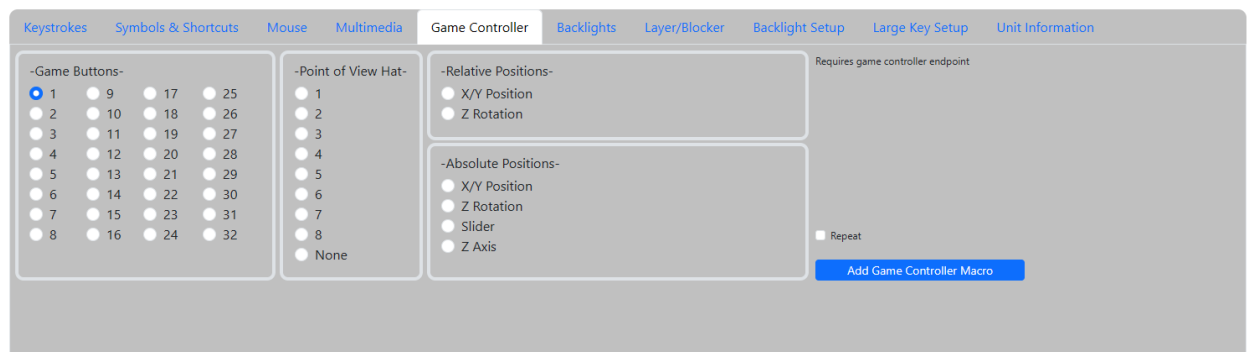 Keystrokes Symbols & Shortcuts Mouse Multimedia Game Controller Backlights Layer/Blocker Backlight Setup Large Key Setup Unit Information
-Game Buttons-
1 9 17 25
2 10 18 26
3 11 19 27
4 12 20 28
5 13 21 29
6 14 22 30
7 15 23 31
8 16 24 32
-Point of View Hat-
1
2
3
4
5
6
7
8
None
-Relative Positions-
X/Y Position
Z Rotation
-Absolute Positions-
X/Y Position
Z Rotation
Slider
Z Axis
Requires game controller endpoint
Repeat
Add Game Controller Macro